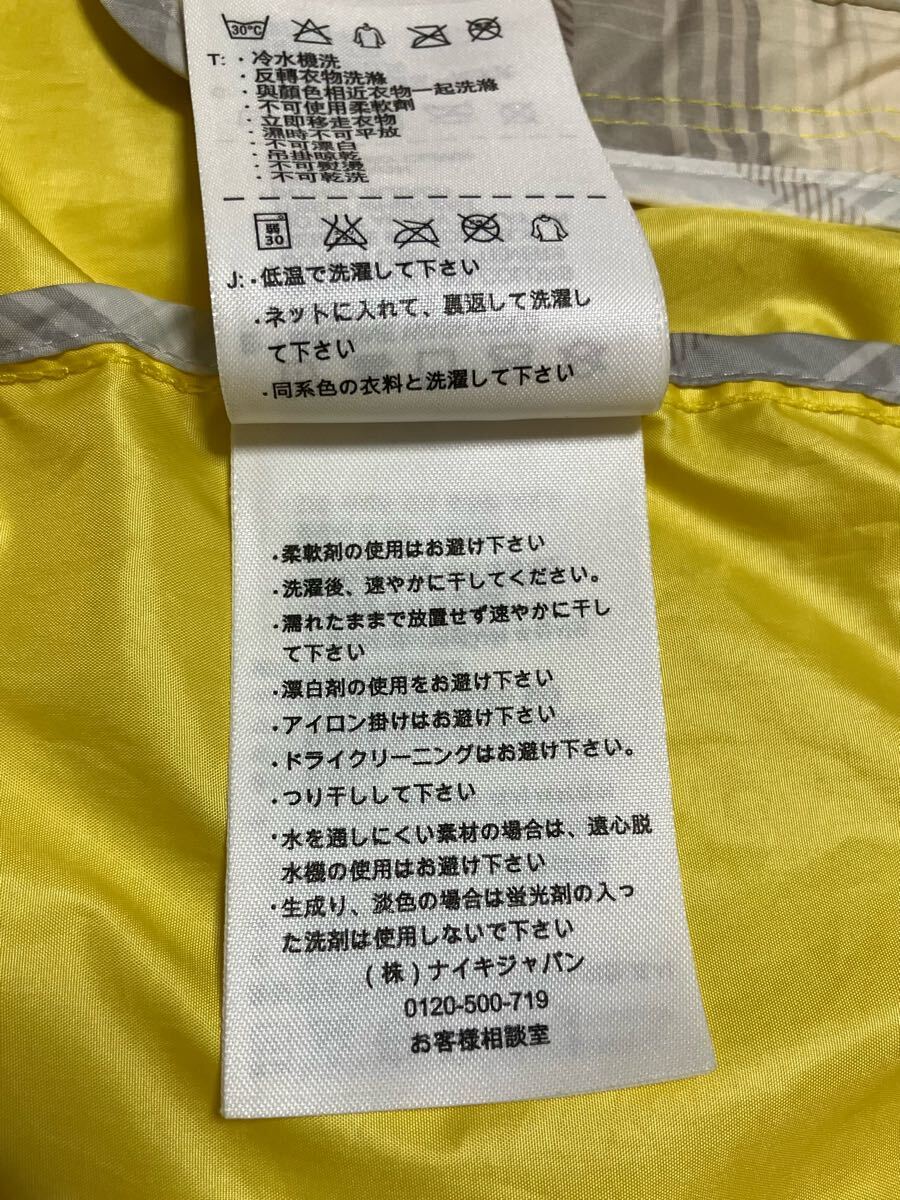 30°C
T: ・冷水機洗
・反轉衣物洗滌
・與顏色相近衣物一起洗滌
・不可使用柔軟劑
・立即移走衣物
・濕時不可平放
・不可漂白
・吊掛晾乾
・不可熨燙
・不可乾洗
弱
30
J: ・低温で洗濯して下さい
・ネットに入れて、裏返して洗濯し
て下さい
・同系色の衣料と洗濯して下さい
・柔軟剤の使用はお避け下さい
・洗濯後、速やかに干してください。
・濡れたままで放置せず速やかに干し
て下さい
・漂白剤の使用をお避け下さい
・アイロン掛けはお避け下さい
・ドライクリーニングはお避け下さい。
・つり干しして下さい
・水を通しにくい素材の場合は、遠心脱
水機の使用はお避け下さい
・生成り、淡色の場合は蛍光剤の入っ
た洗剤は使用しないで下さい
(株)ナイキジャパン
0120-500-719
お客様相談室